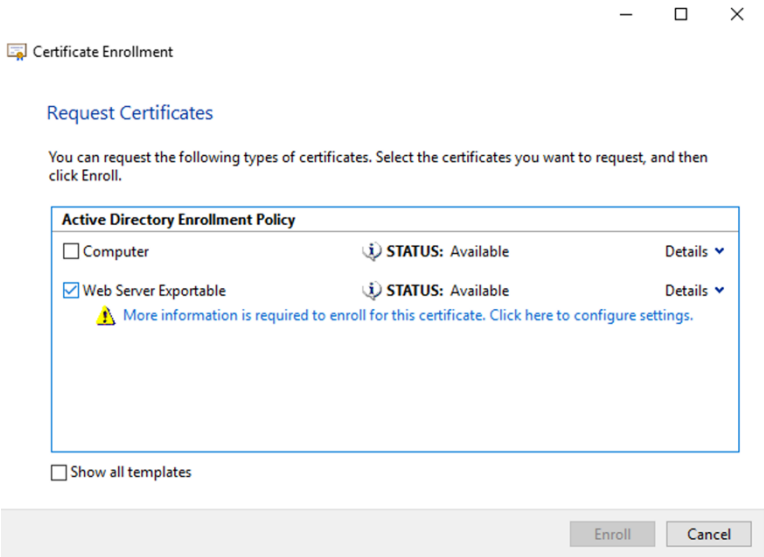 Certificate Enrollment
Request Certificates
You can request the following types of certificates. Select the certificates you want to request, and then
click Enroll.
Active Directory Enrollment Policy
Computer STATUS: Available Details
Web Server Exportable STATUS: Available Details
More information is required to enroll for this certificate. Click here to configure settings.
Show all templates
Enroll Cancel